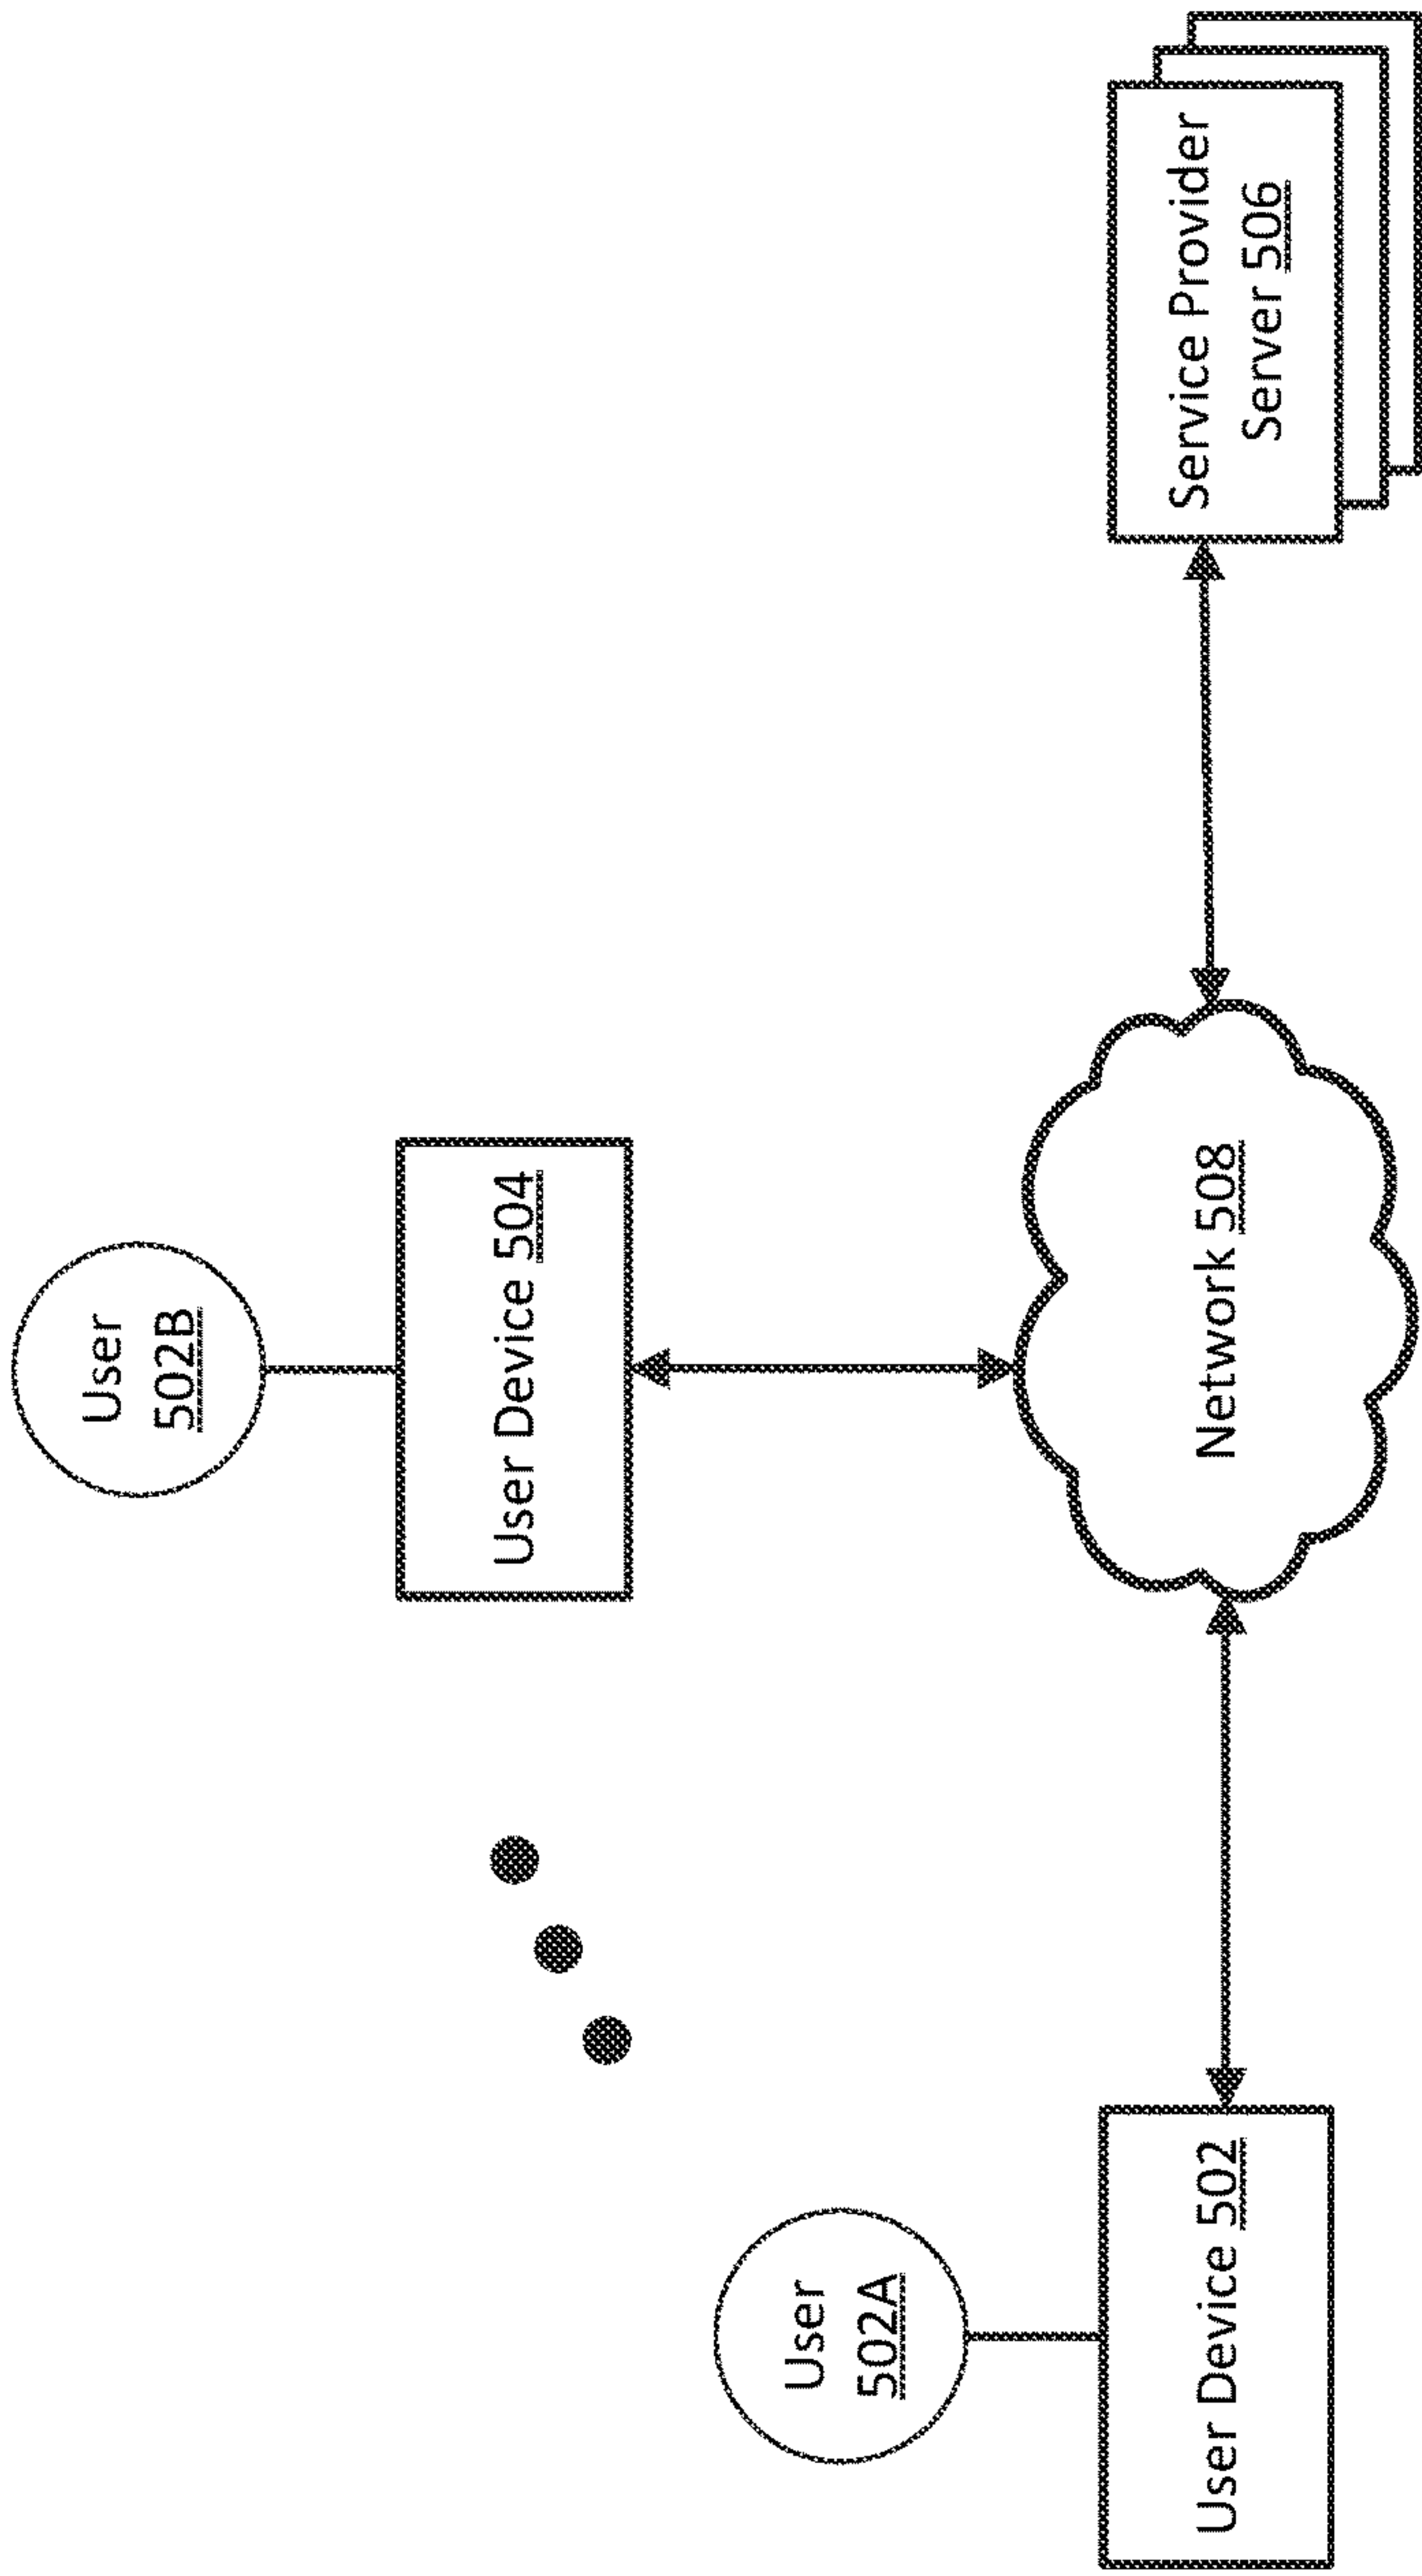 User
502B
User Device 504
User
502A
User Device 502
Network 508
Service Provider
Server 506